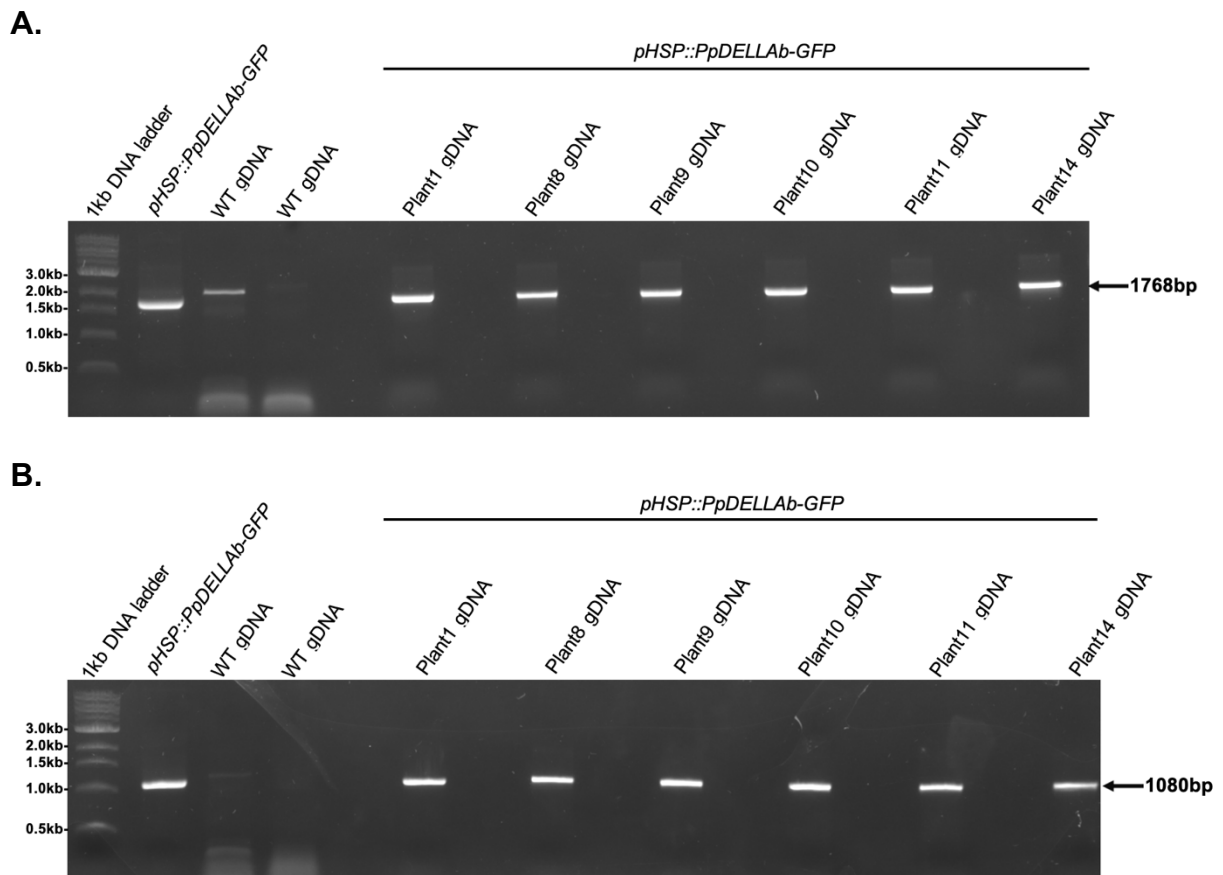 A.
pHSP::PpDELLAb-GFP
1kb DNA ladder
pHSP::PpDELLAb-GFP
WT gDNA
WT gDNA
Plant1 gDNA
Plant8 gDNA
Plant9 gDNA
Plant10 gDNA
Plant11 gDNA
Plant14 gDNA
3.0kb-
2.0kb-
1.5kb-
1.0kb-
0.5kb-
1768bp
B.
pHSP::PpDELLAb-GFP
1kb DNA ladder
pHSP::PpDELLAb-GFP
WT gDNA
WT gDNA
Plant1 gDNA
Plant8 gDNA
Plant9 gDNA
Plant10 gDNA
Plant11 gDNA
Plant14 gDNA
3.0kb-
2.0kb-
1.5kb-
1.0kb-
0.5kb-
1080bp